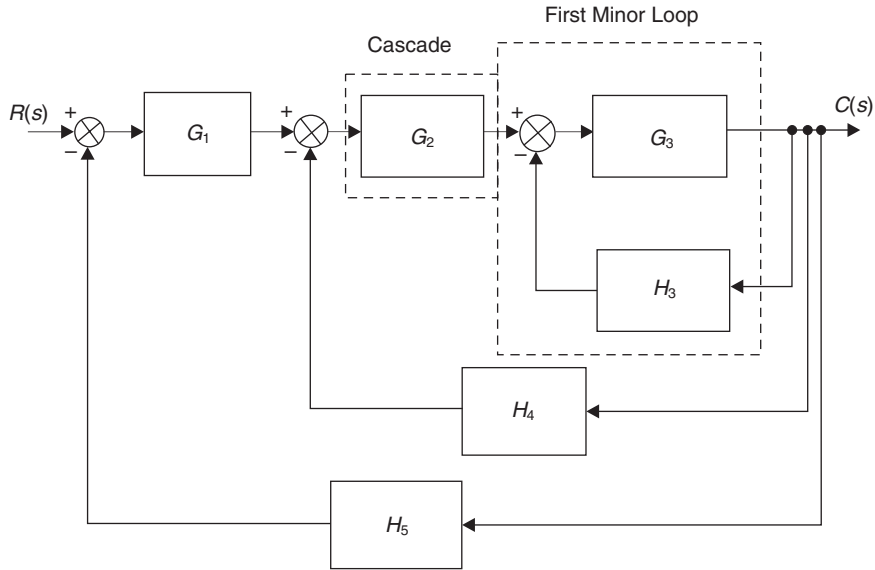 First Minor Loop
Cascade
R(s)
+
−
G₁
+
−
G₂
+
−
G₃
C(s)
H₃
H₄
H₅